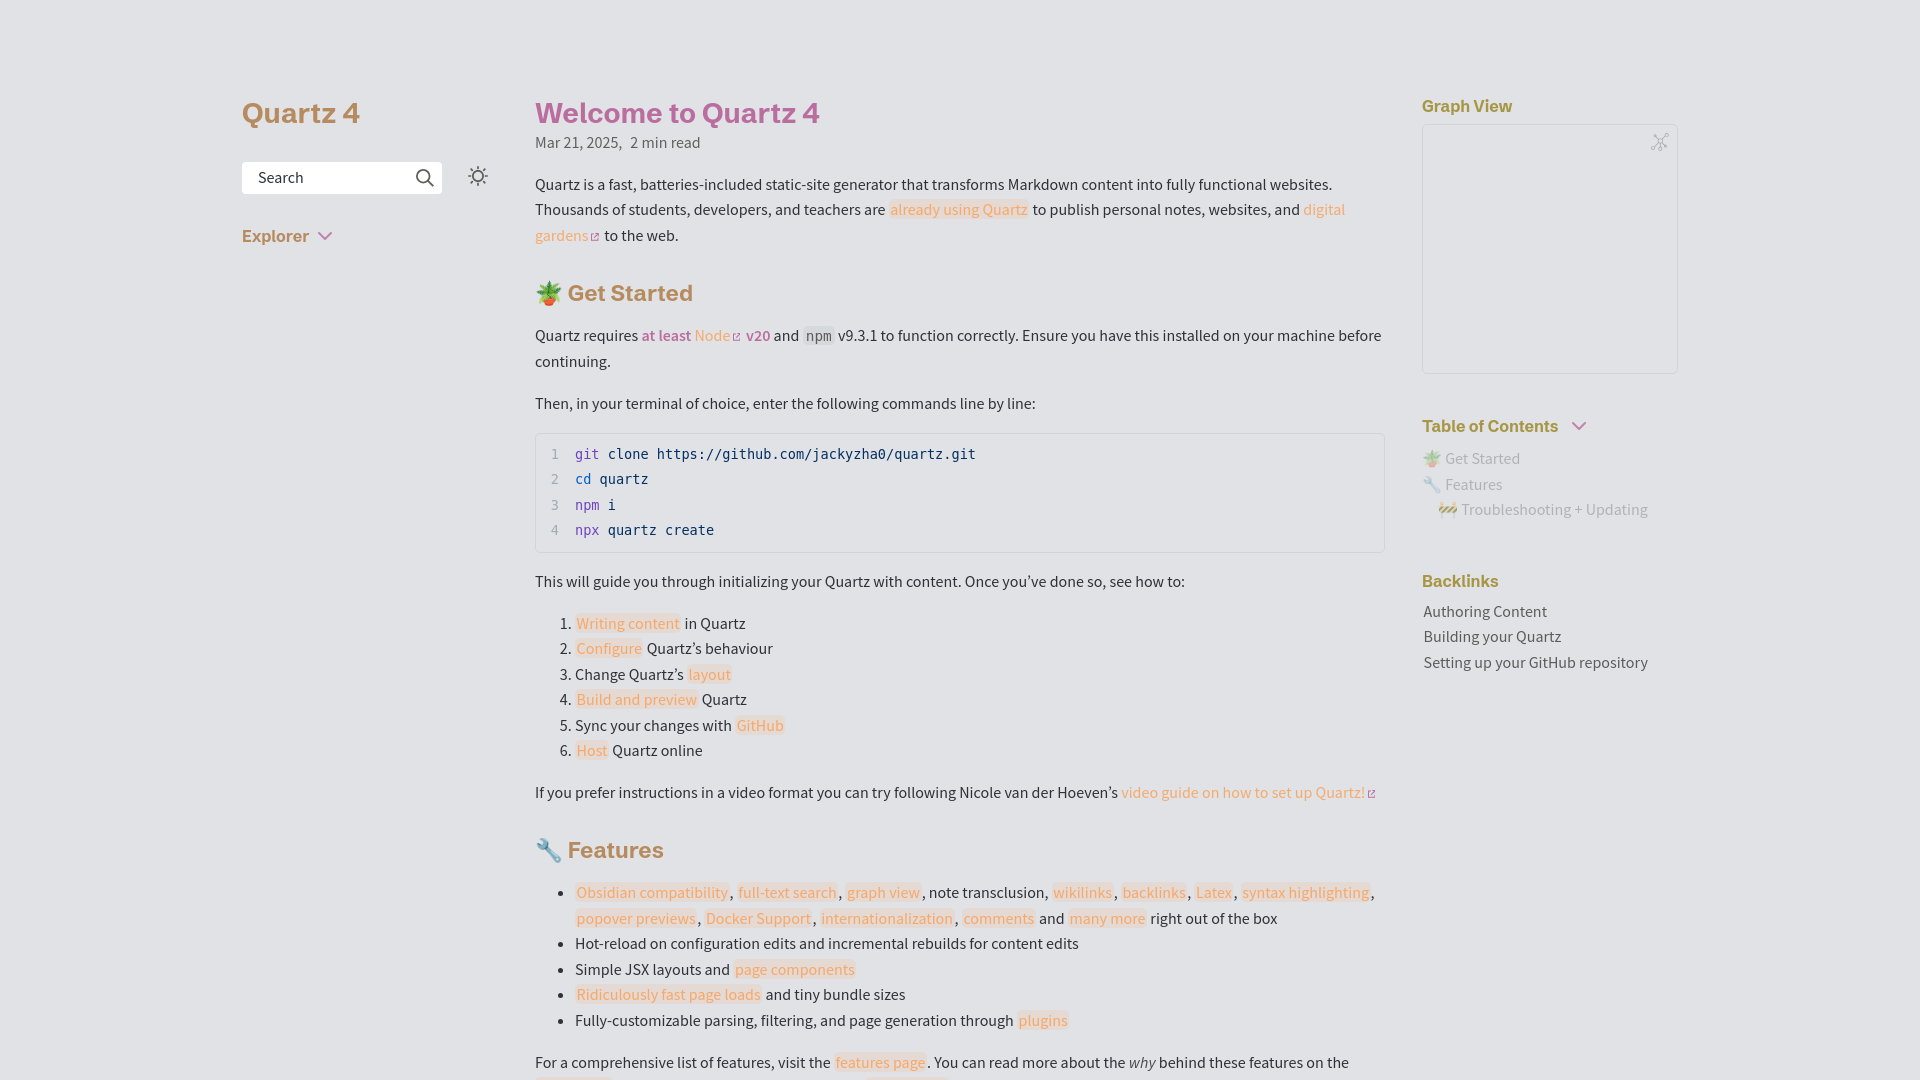 Quartz 4
Search
Explorer
Welcome to Quartz 4
Mar 21, 2025, 2 min read
Quartz is a fast, batteries-included static-site generator that transforms Markdown content into fully functional websites.
Thousands of students, developers, and teachers are already using Quartz to publish personal notes, websites, and digital
gardens to the web.
🪴 Get Started
Quartz requires at least Node v20 and npm v9.3.1 to function correctly. Ensure you have this installed on your machine before
continuing.
Then, in your terminal of choice, enter the following commands line by line:
1 git clone https://github.com/jackyzha0/quartz.git
2 cd quartz
3 npm i
4 npx quartz create
This will guide you through initializing your Quartz with content. Once you’ve done so, see how to:
1. Writing content in Quartz
2. Configure Quartz’s behaviour
3. Change Quartz’s layout
4. Build and preview Quartz
5. Sync your changes with GitHub
6. Host Quartz online
If you prefer instructions in a video format you can try following Nicole van der Hoeven’s video guide on how to set up Quartz!
🔧 Features
• Obsidian compatibility, full-text search, graph view, note transclusion, wikilinks, backlinks, Latex, syntax highlighting,
popover previews, Docker Support, internationalization, comments and many more right out of the box
• Hot-reload on configuration edits and incremental rebuilds for content edits
• Simple JSX layouts and page components
• Ridiculously fast page loads and tiny bundle sizes
• Fully-customizable parsing, filtering, and page generation through plugins
For a comprehensive list of features, visit the features page. You can read more about the why behind these features on the
Graph View
Table of Contents
🪴 Get Started
🔧 Features
🚧 Troubleshooting + Updating
Backlinks
Authoring Content
Building your Quartz
Setting up your GitHub repository